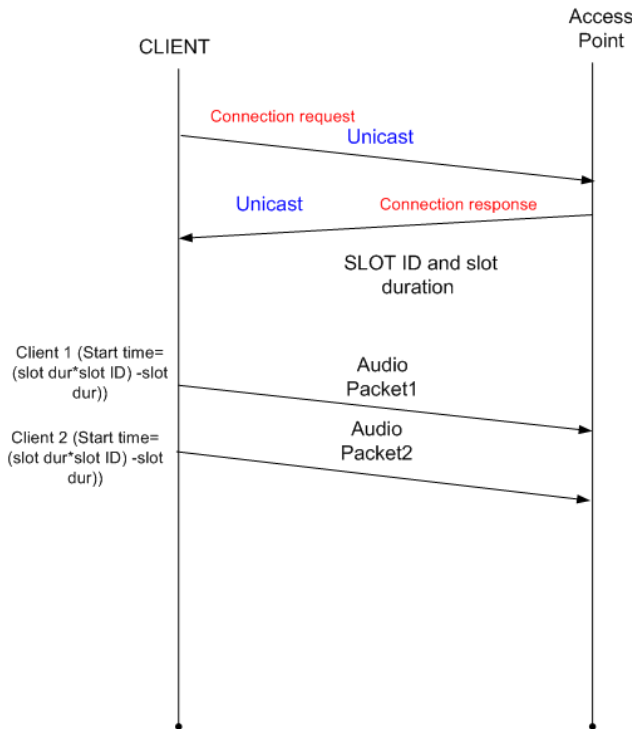 Access
Point
CLIENT
Connection request
Unicast
Unicast
Connection response
SLOT ID and slot
duration
Client 1 (Start time=
(slot dur*slot ID) -slot
dur))
Audio
Packet1
Client 2 (Start time=
(slot dur*slot ID) -slot
dur))
Audio
Packet2